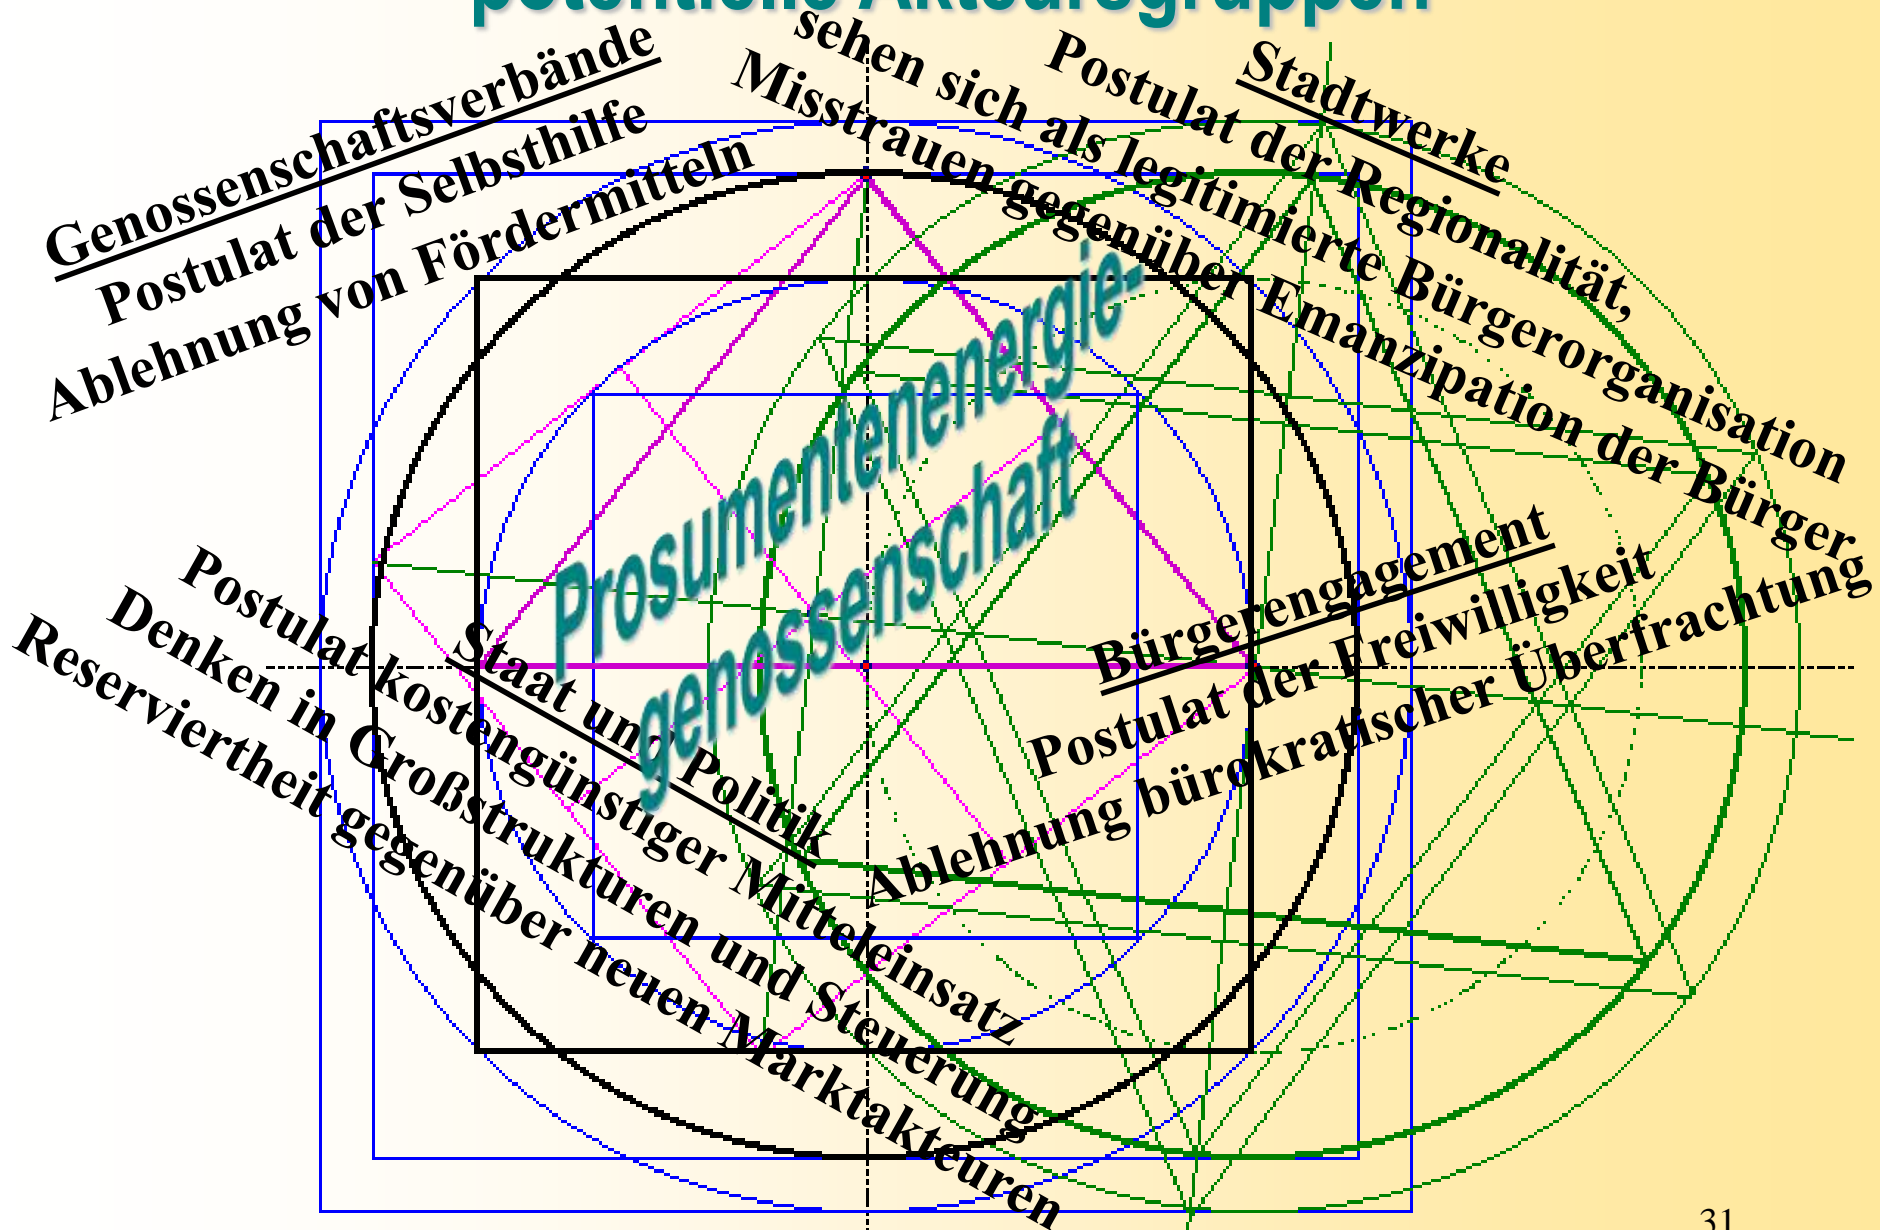 potentielle Akteursgruppen
Genossenschaftsverbände
Postulat der Selbsthilfe
Ablehnung von Fördermitteln
Stadtwerke
Postulat der Regionalität,
sehen sich als legitimierte Bürgerorganisation
Misstrauen gegenüber Emanzipation der Bürger
Prosumentenenergie-
genossenschaft
Staat und Politik
Postulat kostengünstiger Mitteleinsatz
Denken in Großstrukturen und Steuerung
Reserviertheit gegenüber neuen Marktakteuren
Bürgerengagement
Postulat der Freiwilligkeit
Ablehnung bürokratischer Überfrachtung
31